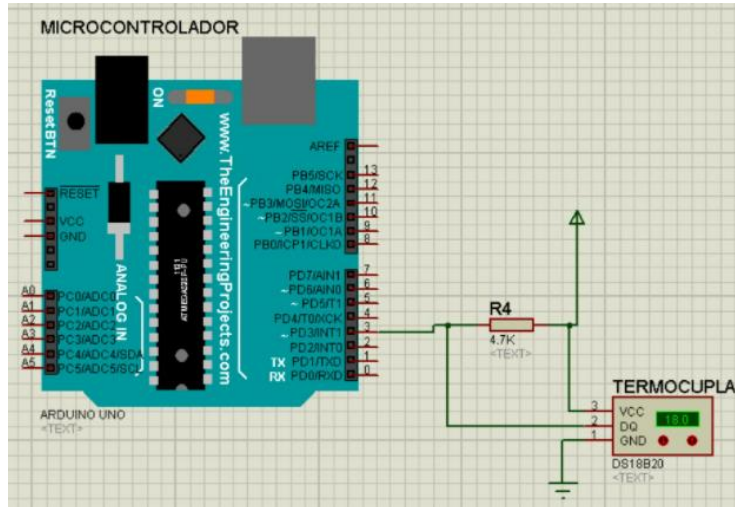 MICROCONTROLADOR
ResetBTN
ON
www.TheEngineeringProjects.com
ANALOG IN
RESET
VCC
GND
A0 PC0/ADC0
A1 PC1/ADC1
A2 PC2/ADC2
A3 PC3/ADC3
A4 PC4/ADC4/SDA
A5 PC5/ADC5/SCL
AREF
PB5/SCK 13
PB4/MISO 12
~PB3/MOSI/OC2A 11
~PB2/SS/OC1B 10
~PB1/OC1A 9
PB0/ICP1/CLKO 8
PD7/AIN1 7
~PD6/AIN0 6
~PD5/T1 5
PD4/T0/XCK 4
~PD3/INT1 3
PD2/INT0 2
TX PD1/TXD 1
RX PD0/RXD 0
ARDUINO UNO
<TEXT>
R4
4.7K
<TEXT>
TERMOCUPLA
3 VCC
2 DQ
1 GND
19.0
DS18B20
<TEXT>